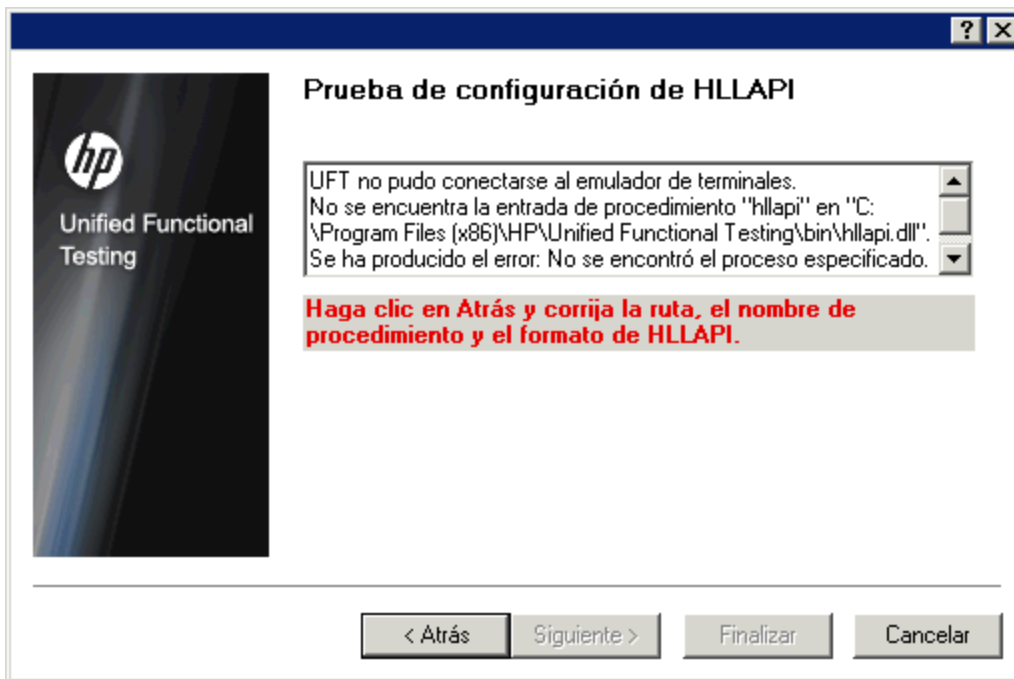 ? X
Prueba de configuración de HLLAPI
hp
Unified Functional
Testing
UFT no pudo conectarse al emulador de terminales.
No se encuentra la entrada de procedimiento "hllapi" en "C:
\Program Files (x86)\HP\Unified Functional Testing\bin\hllapi.dll".
Se ha producido el error: No se encontró el proceso especificado.
Haga clic en Atrás y corrija la ruta, el nombre de
procedimiento y el formato de HLLAPI.
< Atrás
Siguiente >
Finalizar
Cancelar